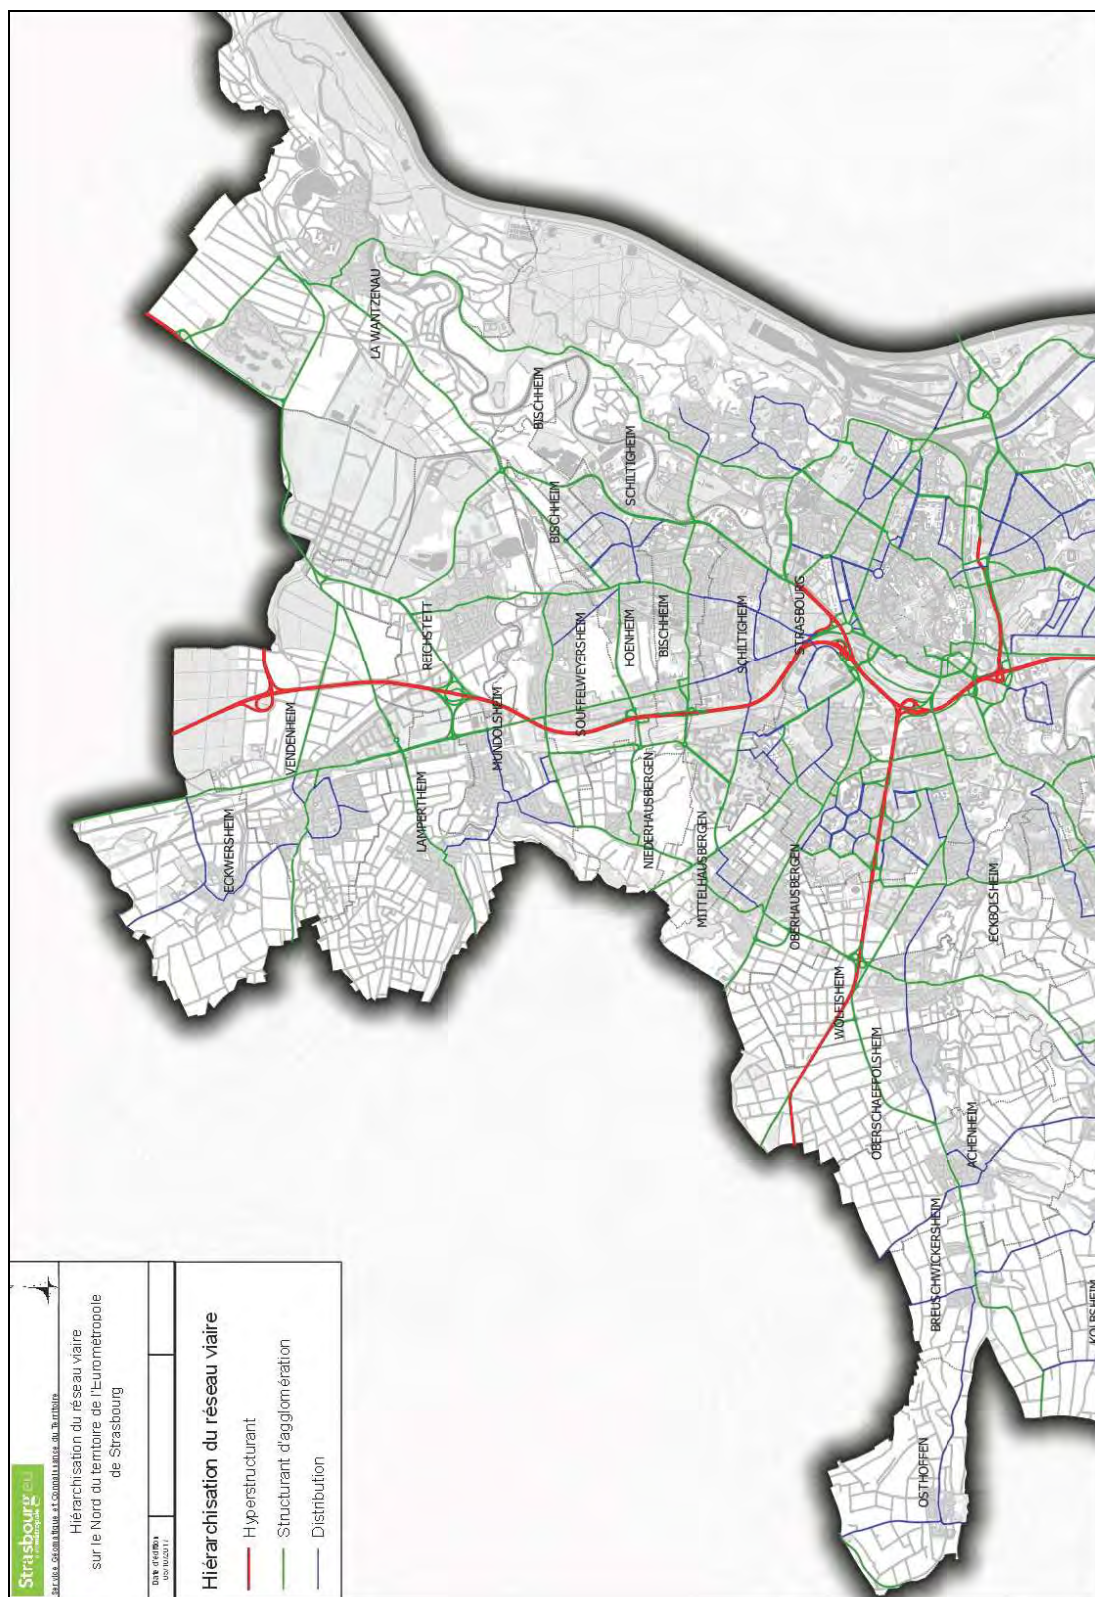 Strasbourg.eu
eurométropole
Service Géomatique et Connaissance du Territoire
Hiérarchisation du réseau viaire
sur le Nord du territoire de l'Eurométropole
de Strasbourg
Date d'édition
Hiérarchisation du réseau viaire
Hyperstructurant
Structurant d'agglomération
Distribution
LA WANTZENAU
BISCHHEIM
SCHILTIGHEIM
BISCHHEIM
REICHSTETT
SOUFFELWEYERSHEIM
HOENHEIM
BISCHHEIM
SCHILTIGHEIM
STRASBOURG
VENDENHEIM
MUNDOLSHEIM
ECKWERSHEIM
LAMPERTHEIM
NIEDERHAUSBERGEN
MITTELHAUSBERGEN
OBERHAUSBERGEN
ECKBOLSHEIM
WOLFISHEIM
OBERSCHAEFFOLSHEIM
ACHENHEIM
BREUSCHWICKERSHEIM
OSTHOFFEN
KOLBSHEIM